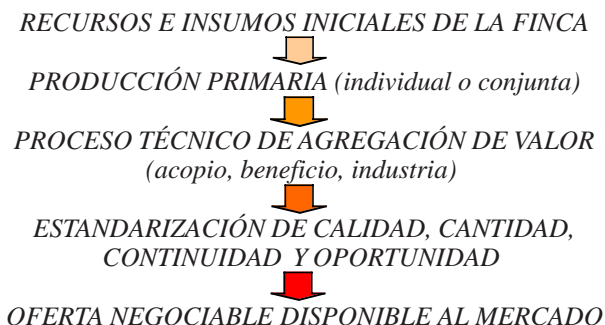 RECURSOS E INSUMOS INICIALES DE LA FINCA
PRODUCCIÓN PRIMARIA (individual o conjunta)
PROCESO TÉCNICO DE AGREGACIÓN DE VALOR
(acopio, beneficio, industria)
ESTANDARIZACIÓN DE CALIDAD, CANTIDAD,
CONTINUIDAD Y OPORTUNIDAD
OFERTA NEGOCIABLE DISPONIBLE AL MERCADO